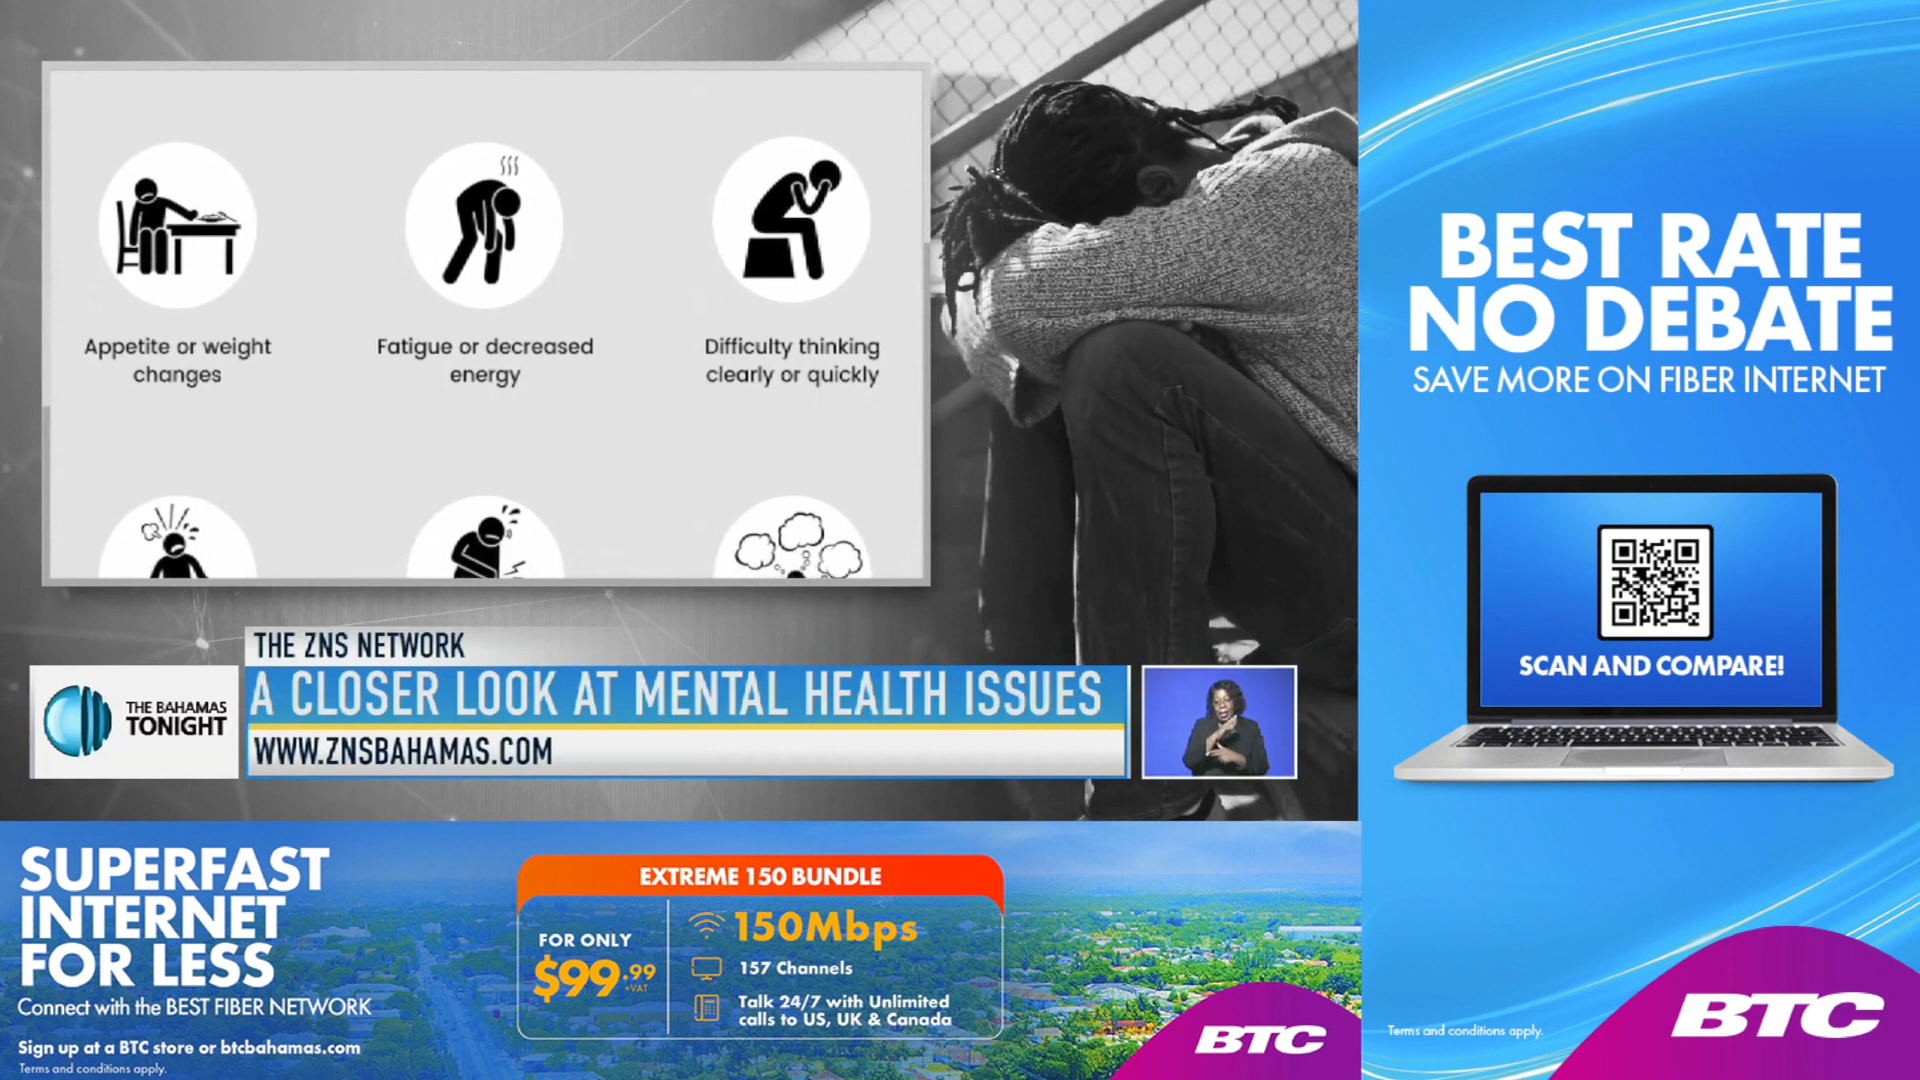 Appetite or weight
changes
Fatigue or decreased
energy
Difficulty thinking
clearly or quickly
THE ZNS NETWORK
THE BAHAMAS
TONIGHT
A CLOSER LOOK AT MENTAL HEALTH ISSUES
WWW.ZNSBAHAMAS.COM
BEST RATE
NO DEBATE
SAVE MORE ON FIBER INTERNET
SCAN AND COMPARE!
Terms and conditions apply.
BTC
SUPERFAST
INTERNET
FOR LESS
Connect with the BEST FIBER NETWORK
Sign up at a BTC store or btcbahamas.com
Terms and conditions apply.
EXTREME 150 BUNDLE
FOR ONLY
$99.99
+VAT
150Mbps
157 Channels
Talk 24/7 with Unlimited
calls to US, UK & Canada
BTC